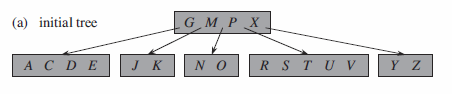 (a) initial tree
G M P X
A C D E
J K
N O
R S T U V
Y Z